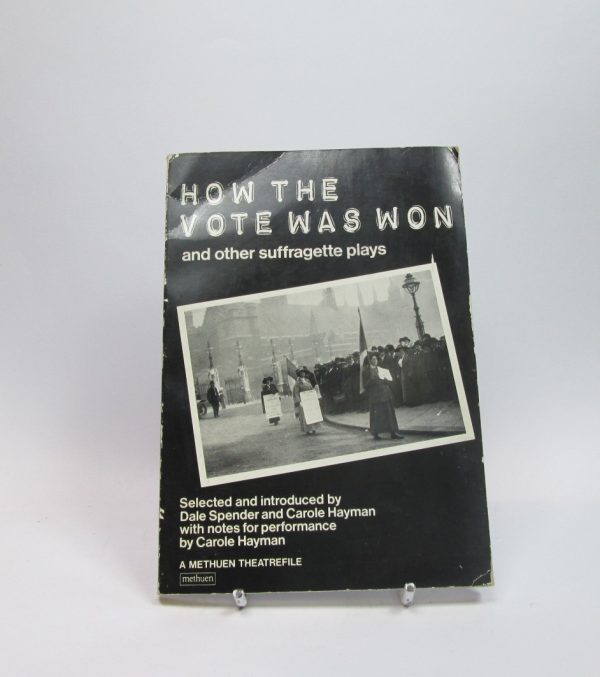 HOW THE
VOTE WAS WON
and other suffragette plays
Selected and introduced by
Dale Spender and Carole Hayman
with notes for performance
by Carole Hayman
A METHUEN THEATREFILE
methuen